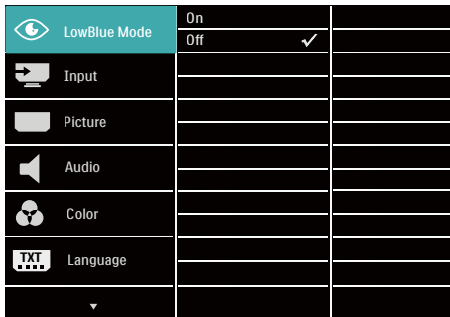 LowBlue Mode
On
Off
Input
Picture
Audio
Color
TXT
Language